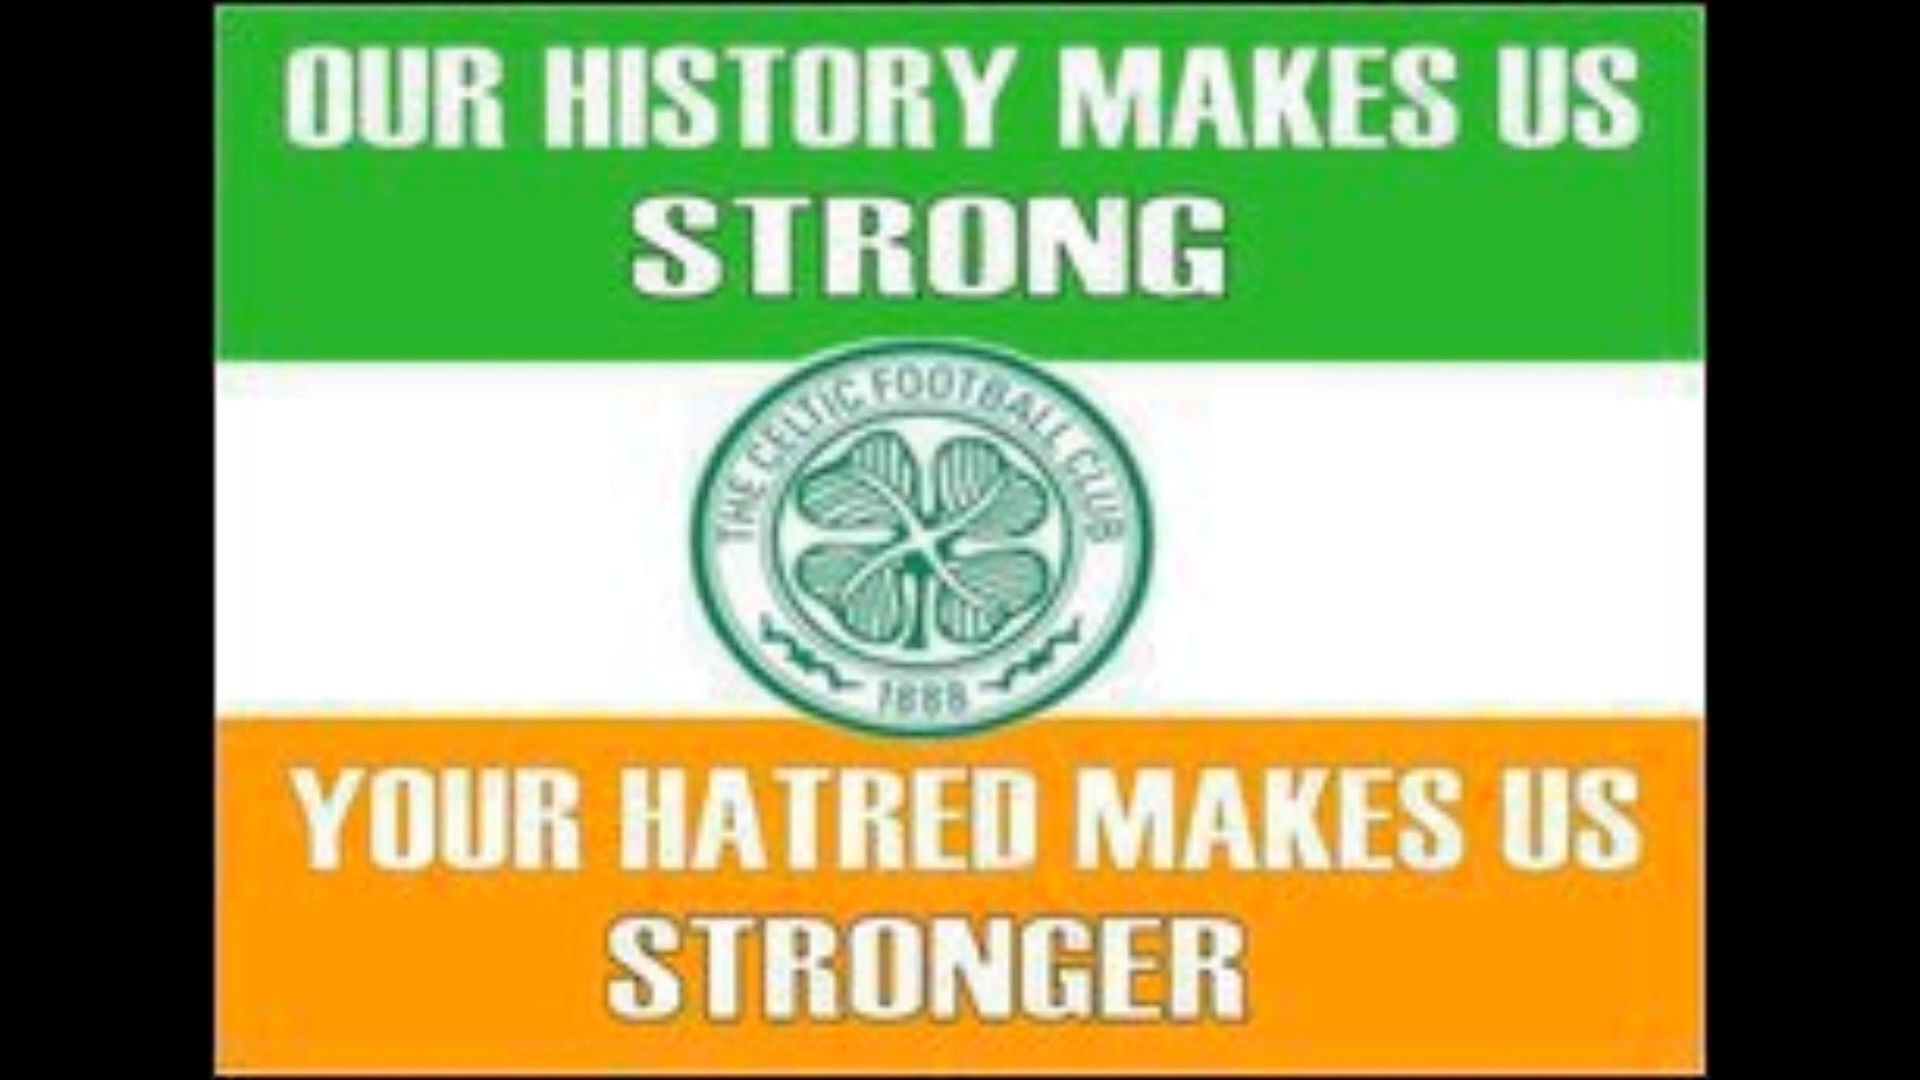 OUR HISTORY MAKES US
STRONG
THE CELTIC FOOTBALL CLUB
1888
YOUR HATRED MAKES US
STRONGER